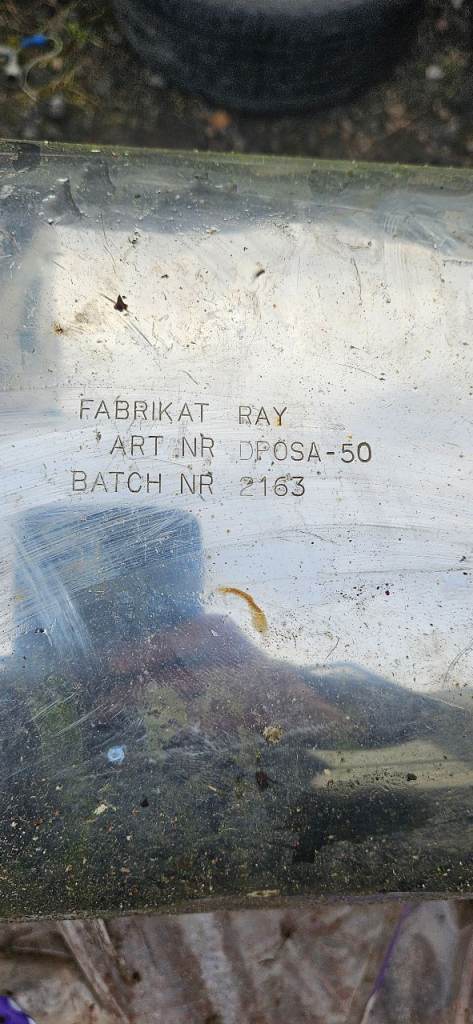 FABRIKAT RAY
ART NR DPOSA-50
BATCH NR 2163